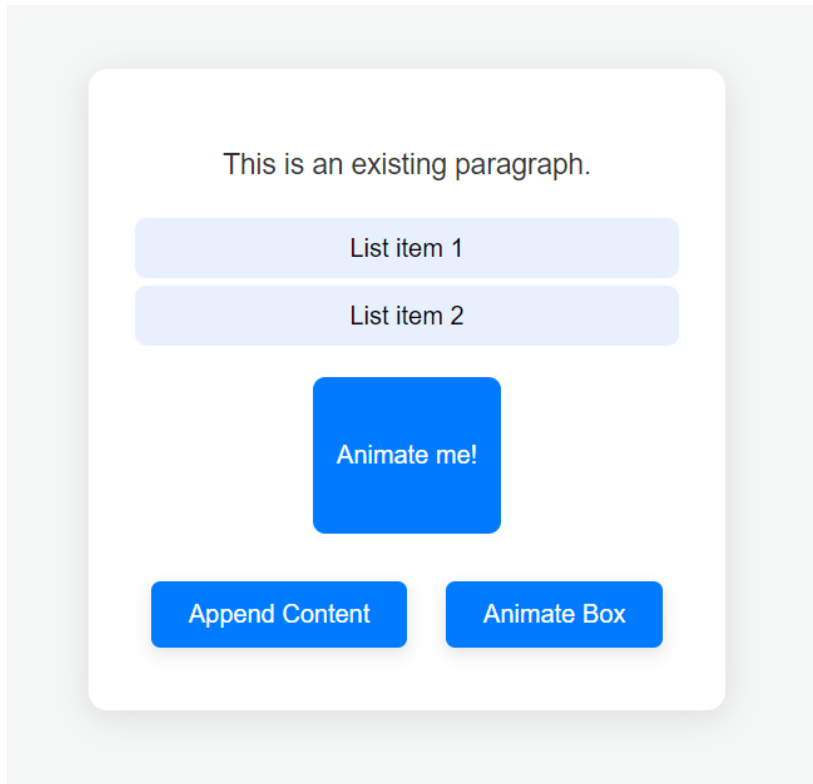 This is an existing paragraph.
List item 1
List item 2
Animate me!
Append Content
Animate Box